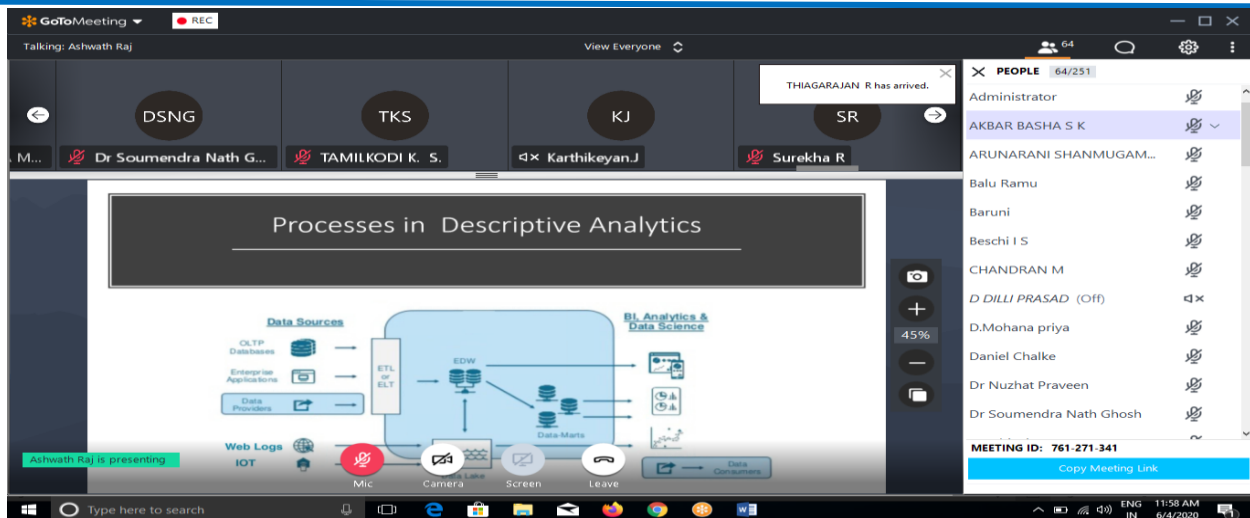 GoToMeeting
REC
Talking: Ashwath Raj
View Everyone
64
DSNG
TKS
KJ
SR
THIAGARAJAN R has arrived.
M...
Dr Soumendra Nath G...
TAMILKODI K. S.
Karthikeyan.J
Surekha R
Processes in Descriptive Analytics
Data Sources
OLTP
Databases
Enterprise
Applications
Data
Providers
Web Logs
IOT
ETL
or
ELT
EDW
Data-Marts
Data Lake
BI, Analytics &
Data Science
Data
Consumers
45%
Ashwath Raj is presenting
Mic
Camera
Screen
Leave
PEOPLE 64/251
Administrator
AKBAR BASHA S K
ARUNARANI SHANMUGAM...
Balu Ramu
Baruni
Beschi I S
CHANDRAN M
D DILLI PRASAD (Off)
D.Mohana priya
Daniel Chalke
Dr Nuzhat Praveen
Dr Soumendra Nath Ghosh
MEETING ID: 761-271-341
Copy Meeting Link
Type here to search
ENG
IN
11:58 AM
6/4/2020